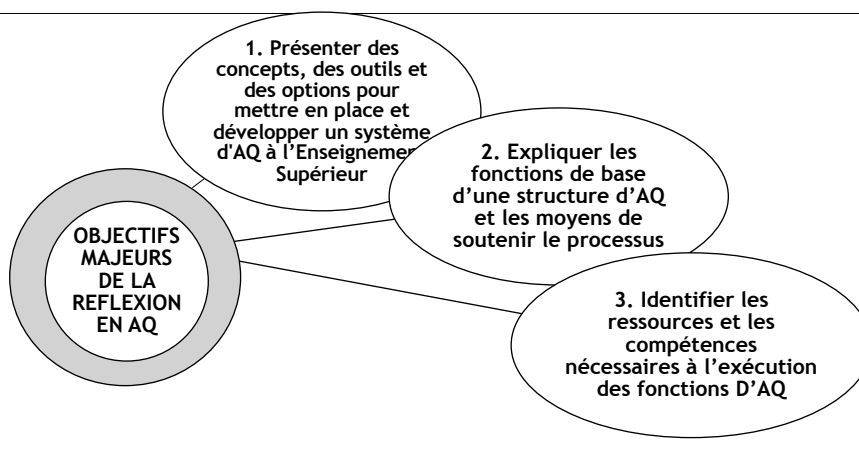 1. Présenter des
concepts, des outils et
des options pour
mettre en place et
développer un système
d'AQ à l’Enseignemen
Supérieur
2. Expliquer les
fonctions de base
d’une structure d’AQ
et les moyens de
soutenir le processus
OBJECTIFS
MAJEURS
DE LA
REFLEXION
EN AQ
3. Identifier les
ressources et les
compétences
nécessaires à l’exécution
des fonctions D’AQ